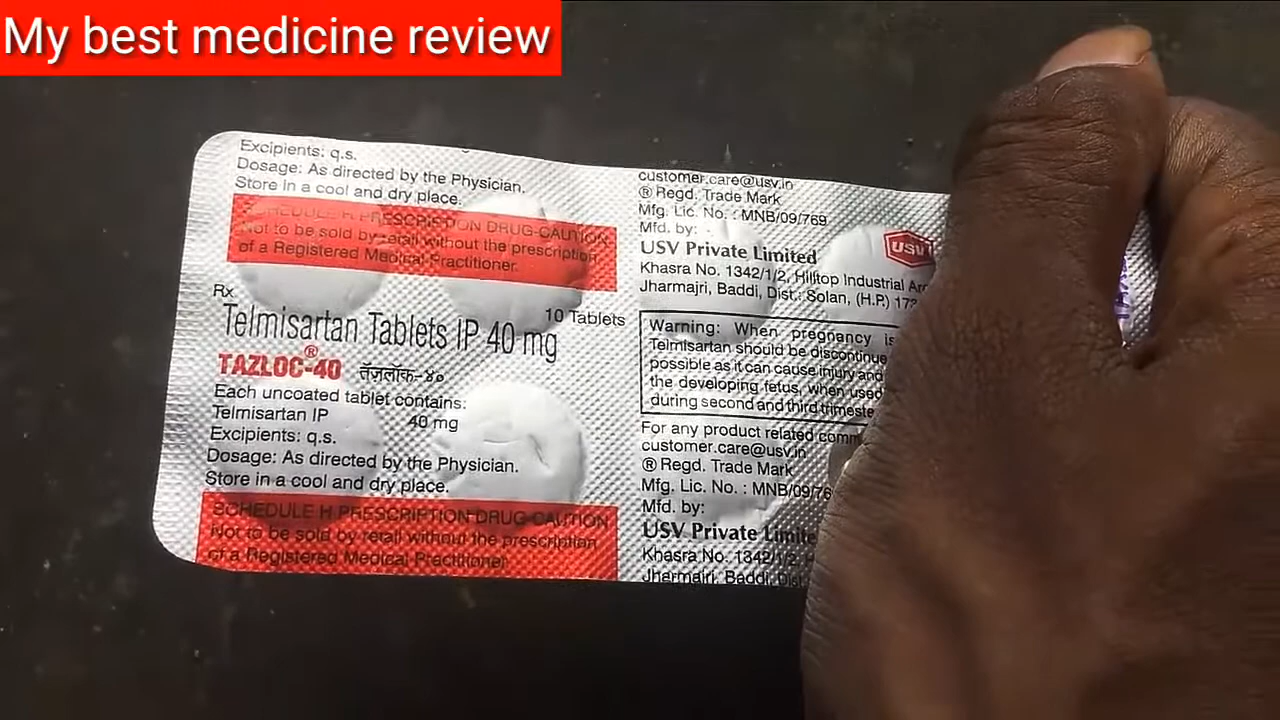 My best medicine review
Excipients: q.s.
Dosage: As directed by the Physician.
Store in a cool and dry place.
SCHEDULE H PRESCRIPTION DRUG-CAUTION
Not to be sold by retail without the prescription
of a Registered Medical Practitioner.
Rx
10 Tablets
Telmisartan Tablets IP 40 mg
TAZLOC®-40 तॅज़लॉक-४०
Each uncoated tablet contains:
Telmisartan IP 40 mg
Excipients: q.s.
Dosage: As directed by the Physician.
Store in a cool and dry place.
SCHEDULE H PRESCRIPTION DRUG-CAUTION
Not to be sold by retail without the prescription
of a Registered Medical Practitioner.
customer.care@usv.in
® Regd. Trade Mark
Mfg. Lic. No. : MNB/09/769
Mfd. by:
USV Private Limited
USV
Khasra No. 1342/1/2, Hilltop Industrial
Jharmajri, Baddi, Dist.: Solan, (H.P.)
Warning: When pregnancy is
Telmisartan should be discontinue
possible as it can cause injury and
the developing fetus, when used
during second and third trimeste
For any product related comm
customer.care@usv.in
® Regd. Trade Mark
Mfg. Lic. No. : MNB/09/76
Mfd. by:
USV Private Limite
Khasra No. 1342/1/2,
Jharmajri, Baddi, Dist.